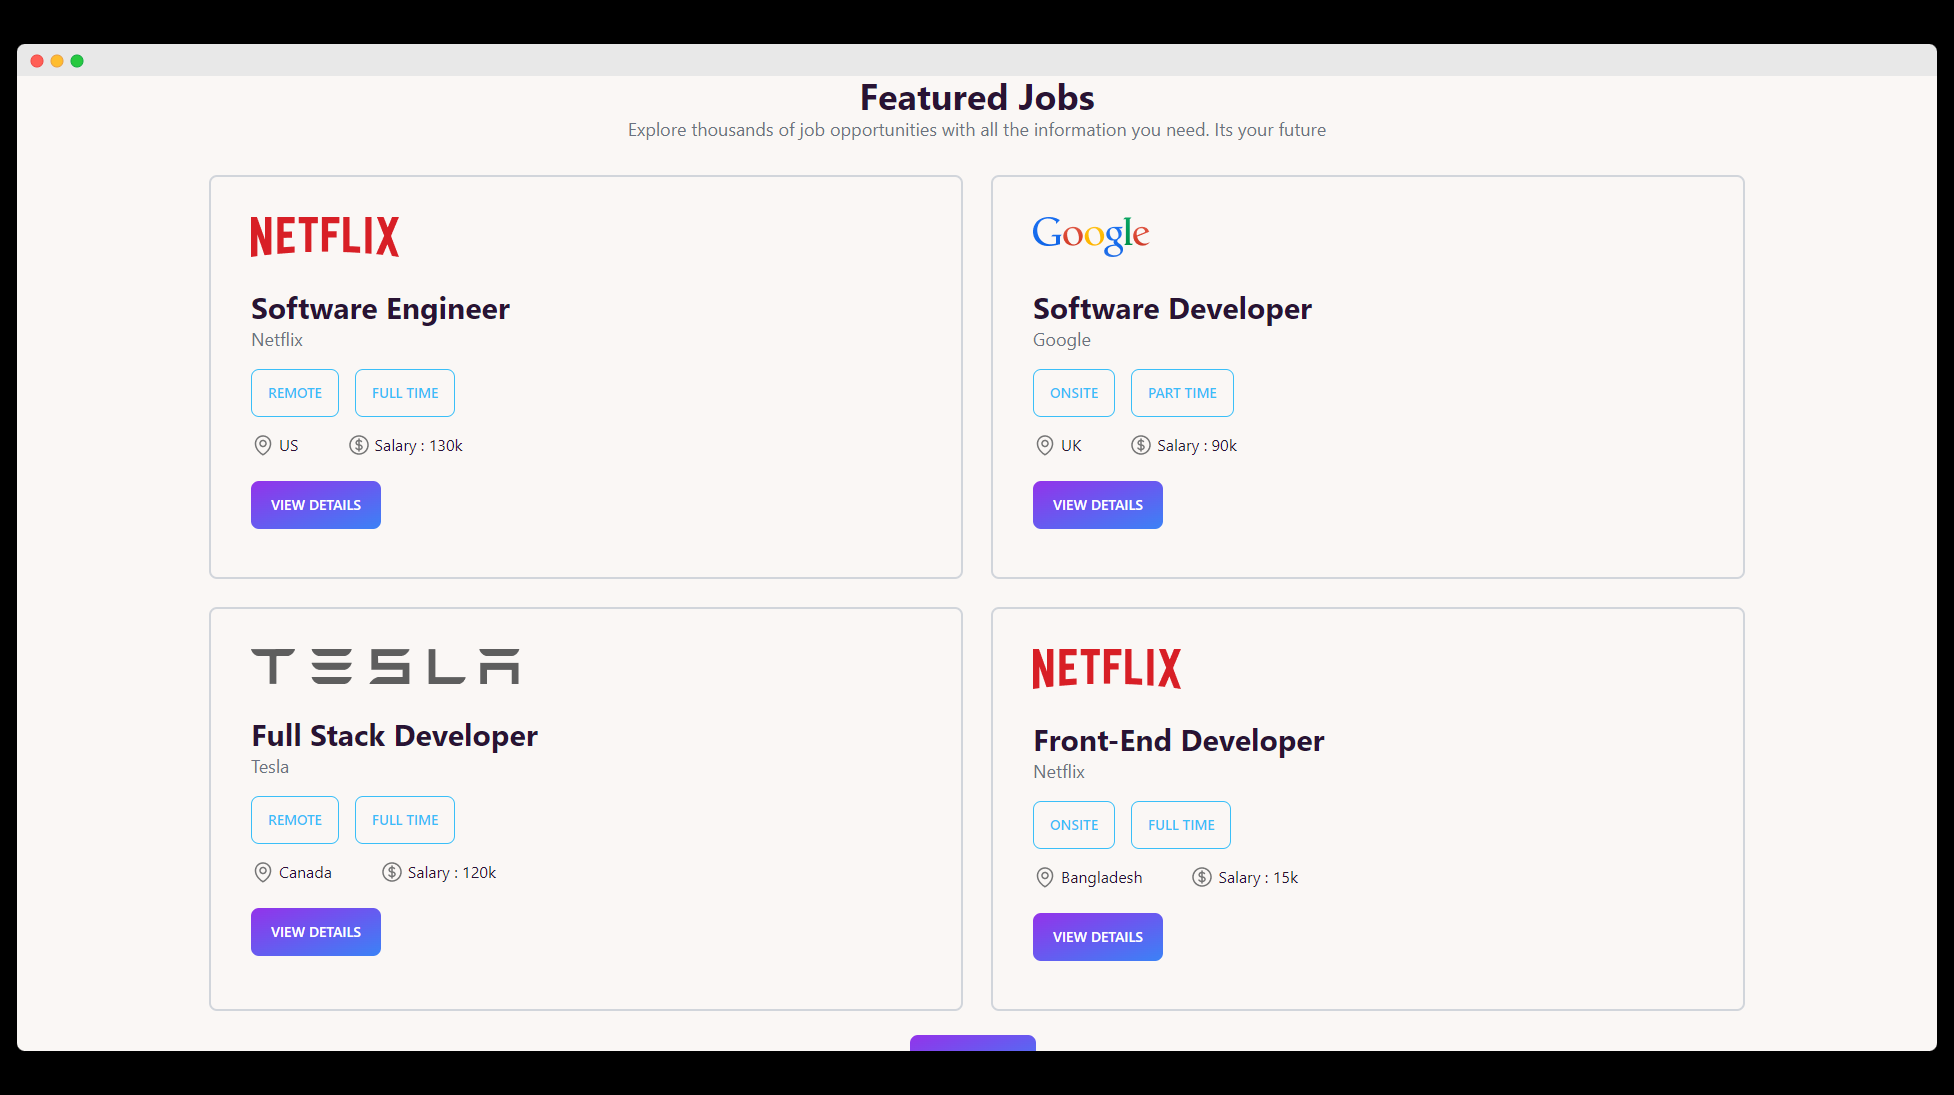 Featured Jobs
Explore thousands of job opportunities with all the information you need. Its your future
NETFLIX
Software Engineer
Netflix
REMOTE FULL TIME
US Salary : 130k
VIEW DETAILS
Google
Software Developer
Google
ONSITE PART TIME
UK Salary : 90k
VIEW DETAILS
TESLA
Full Stack Developer
Tesla
REMOTE FULL TIME
Canada Salary : 120k
VIEW DETAILS
NETFLIX
Front-End Developer
Netflix
ONSITE FULL TIME
Bangladesh Salary : 15k
VIEW DETAILS